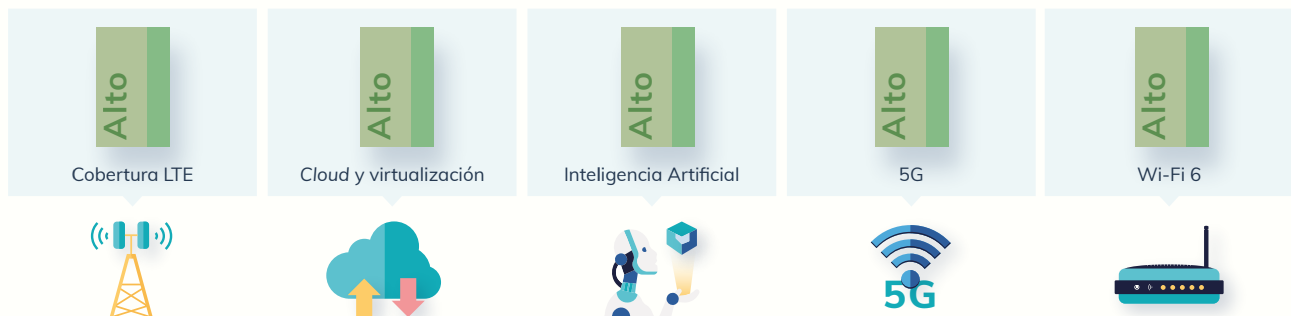 Alto
Alto
Alto
Alto
Alto
Cobertura LTE
Cloud y virtualización
Inteligencia Artificial
5G
Wi-Fi 6
5G